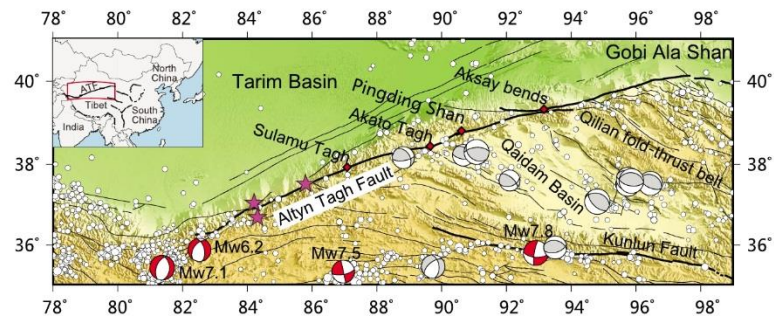 78 80 82 84 86 88 90 92 94 96 98
40°
38°
36°
North
China
ATF
Tibet
South
China
India
Tarim Basin
Gobi Ala Shan
Aksay bends
Pingding Shan
Akato Tagh
Sulamu Tagh
Altyn Tagh Fault
Qilian fold-thrust belt
Qaidam Basin
Kunlun Fault
Mw6.2
Mw7.1
Mw7.5
Mw7.8
40°
38°
36°
78 80 82 84 86 88 90 92 94 96 98